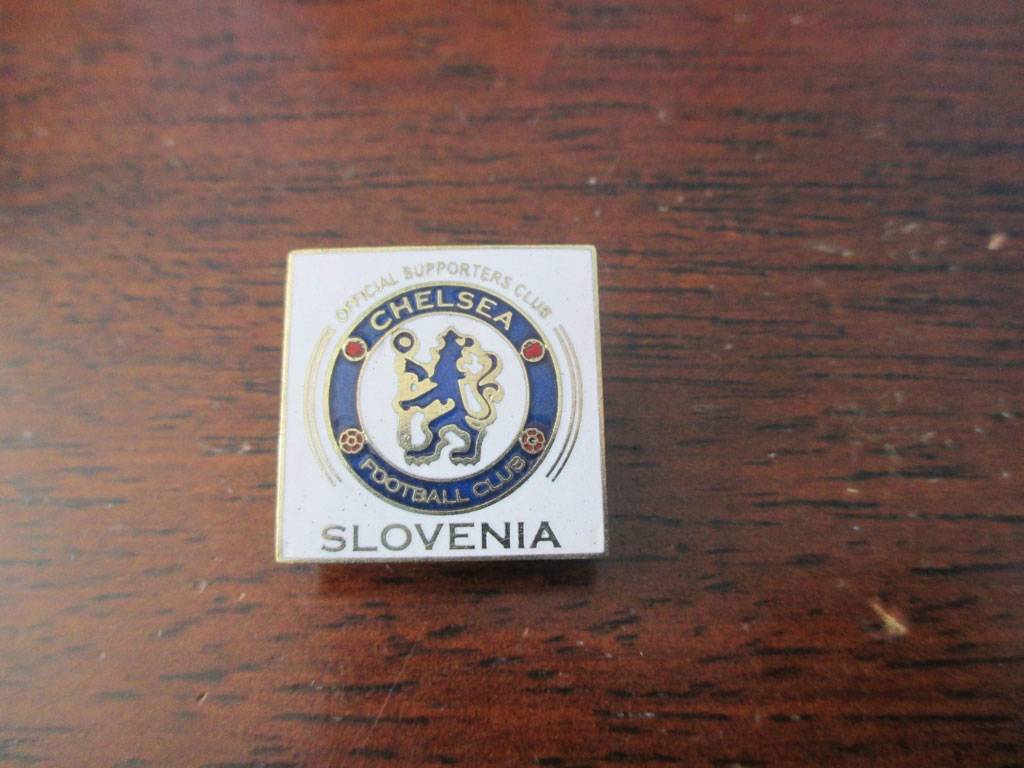 OFFICIAL SUPPORTERS CLUB
CHELSEA
FOOTBALL CLUB
SLOVENIA